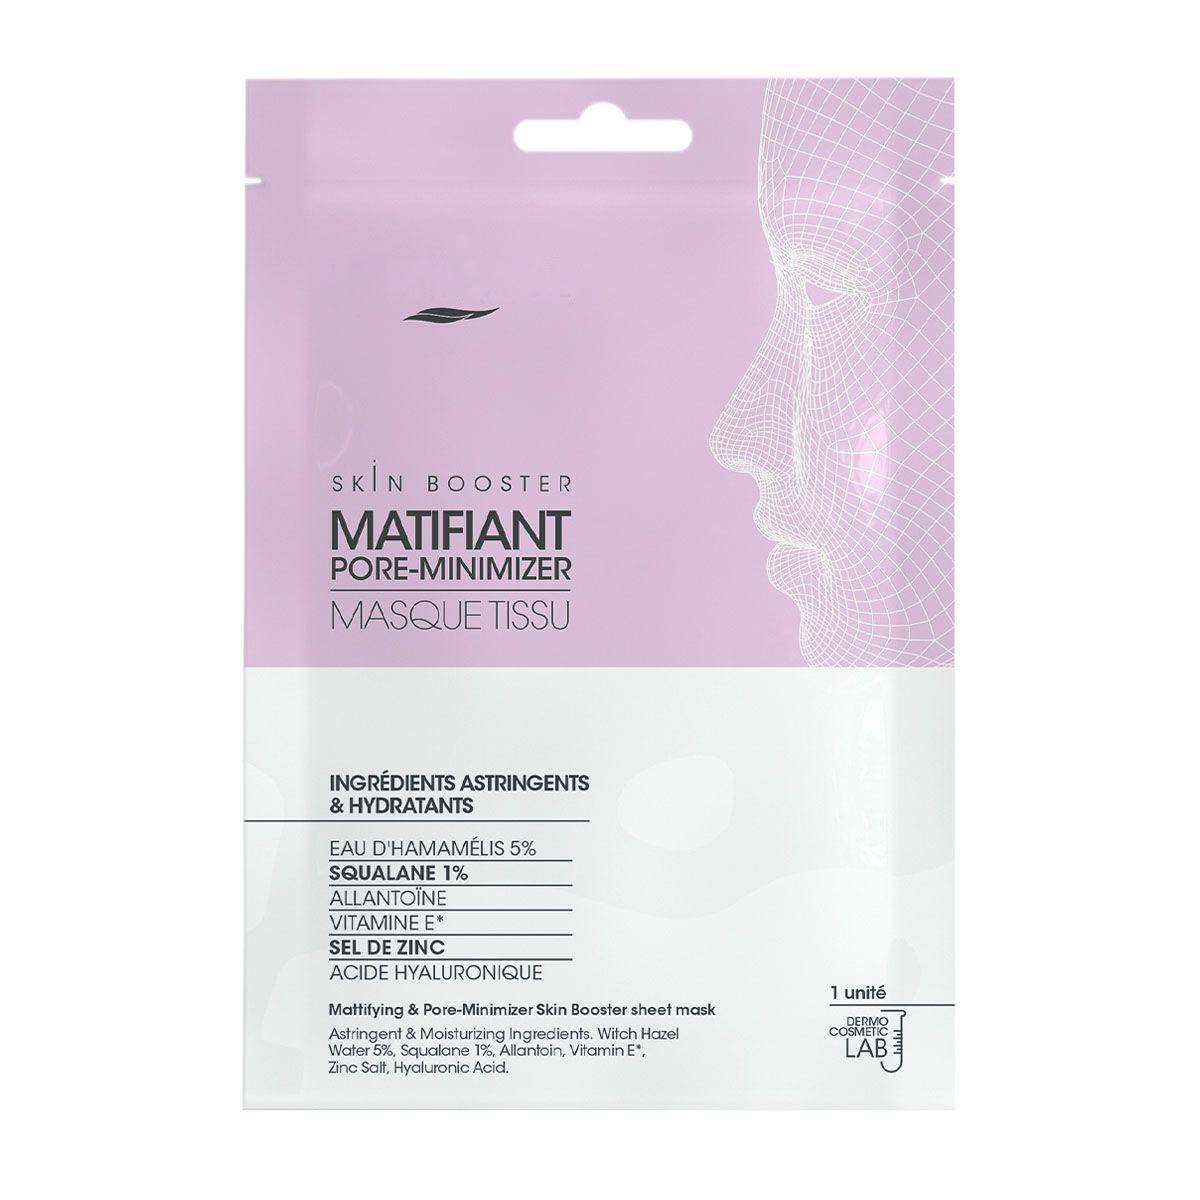 SKIN BOOSTER
MATIFIANT
PORE-MINIMIZER
MASQUE TISSU
INGRÉDIENTS ASTRINGENTS
& HYDRATANTS
EAU D'HAMAMÉLIS 5%
SQUALANE 1%
ALLANTOÏNE
VITAMINE E*
SEL DE ZINC
ACIDE HYALURONIQUE
Mattifying & Pore-Minimizer Skin Booster sheet mask
Astringent & Moisturizing Ingredients. Witch Hazel
Water 5%, Squalane 1%, Allantoin, Vitamin E*,
Zinc Salt, Hyaluronic Acid.
1 unité
DERMO
COSMETIC
LAB